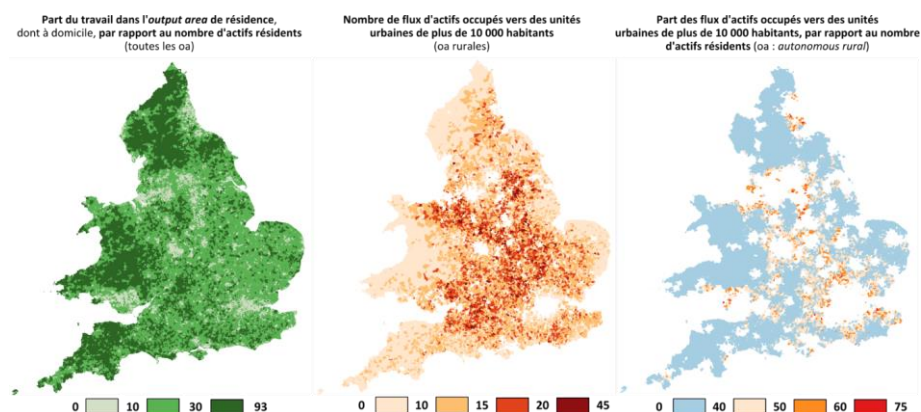 Part du travail dans l'output area de résidence,
dont à domicile, par rapport au nombre d'actifs résidents
(toutes les oa)
Nombre de flux d'actifs occupés vers des unités
urbaines de plus de 10 000 habitants
(oa rurales)
Part des flux d'actifs occupés vers des unités
urbaines de plus de 10 000 habitants, par rapport au nombre
d'actifs résidents (oa : autonomous rural)
0 10 30 93
0 10 15 20 45
0 40 50 60 75